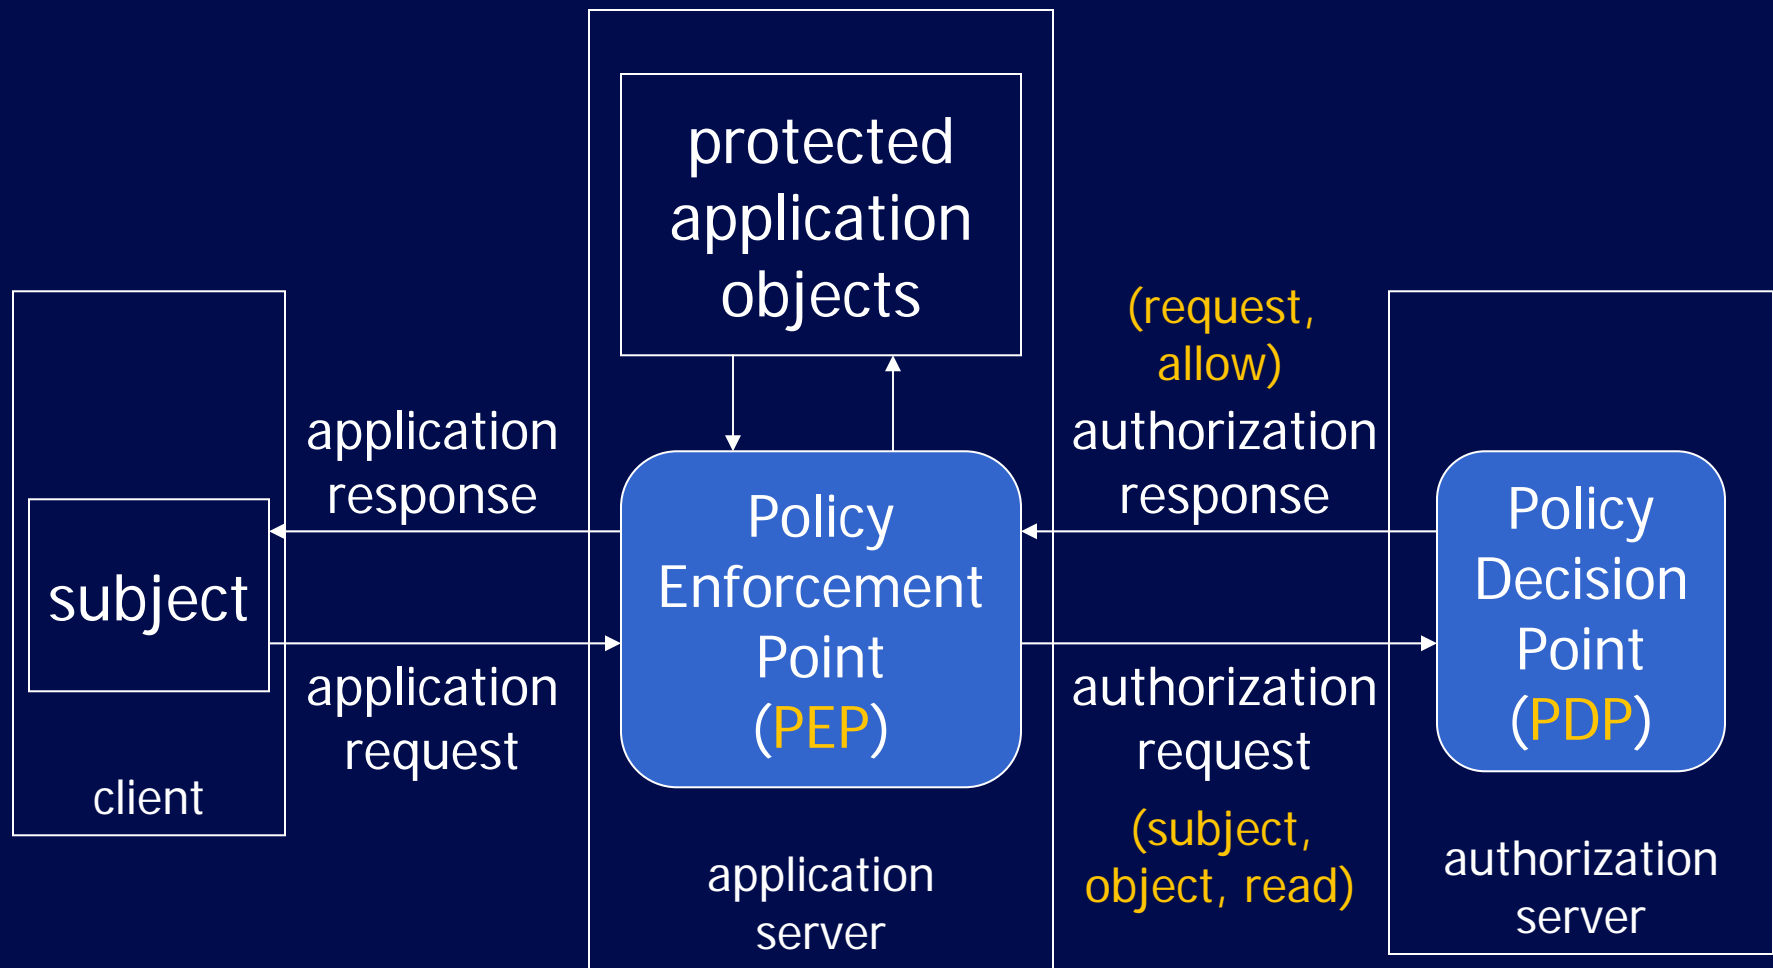 protected
application
objects
(request,
allow)
application
response
authorization
response
subject
Policy
Enforcement
Point
(PEP)
Policy
Decision
Point
(PDP)
application
request
authorization
request
client
(subject,
object, read)
application
server
authorization
server